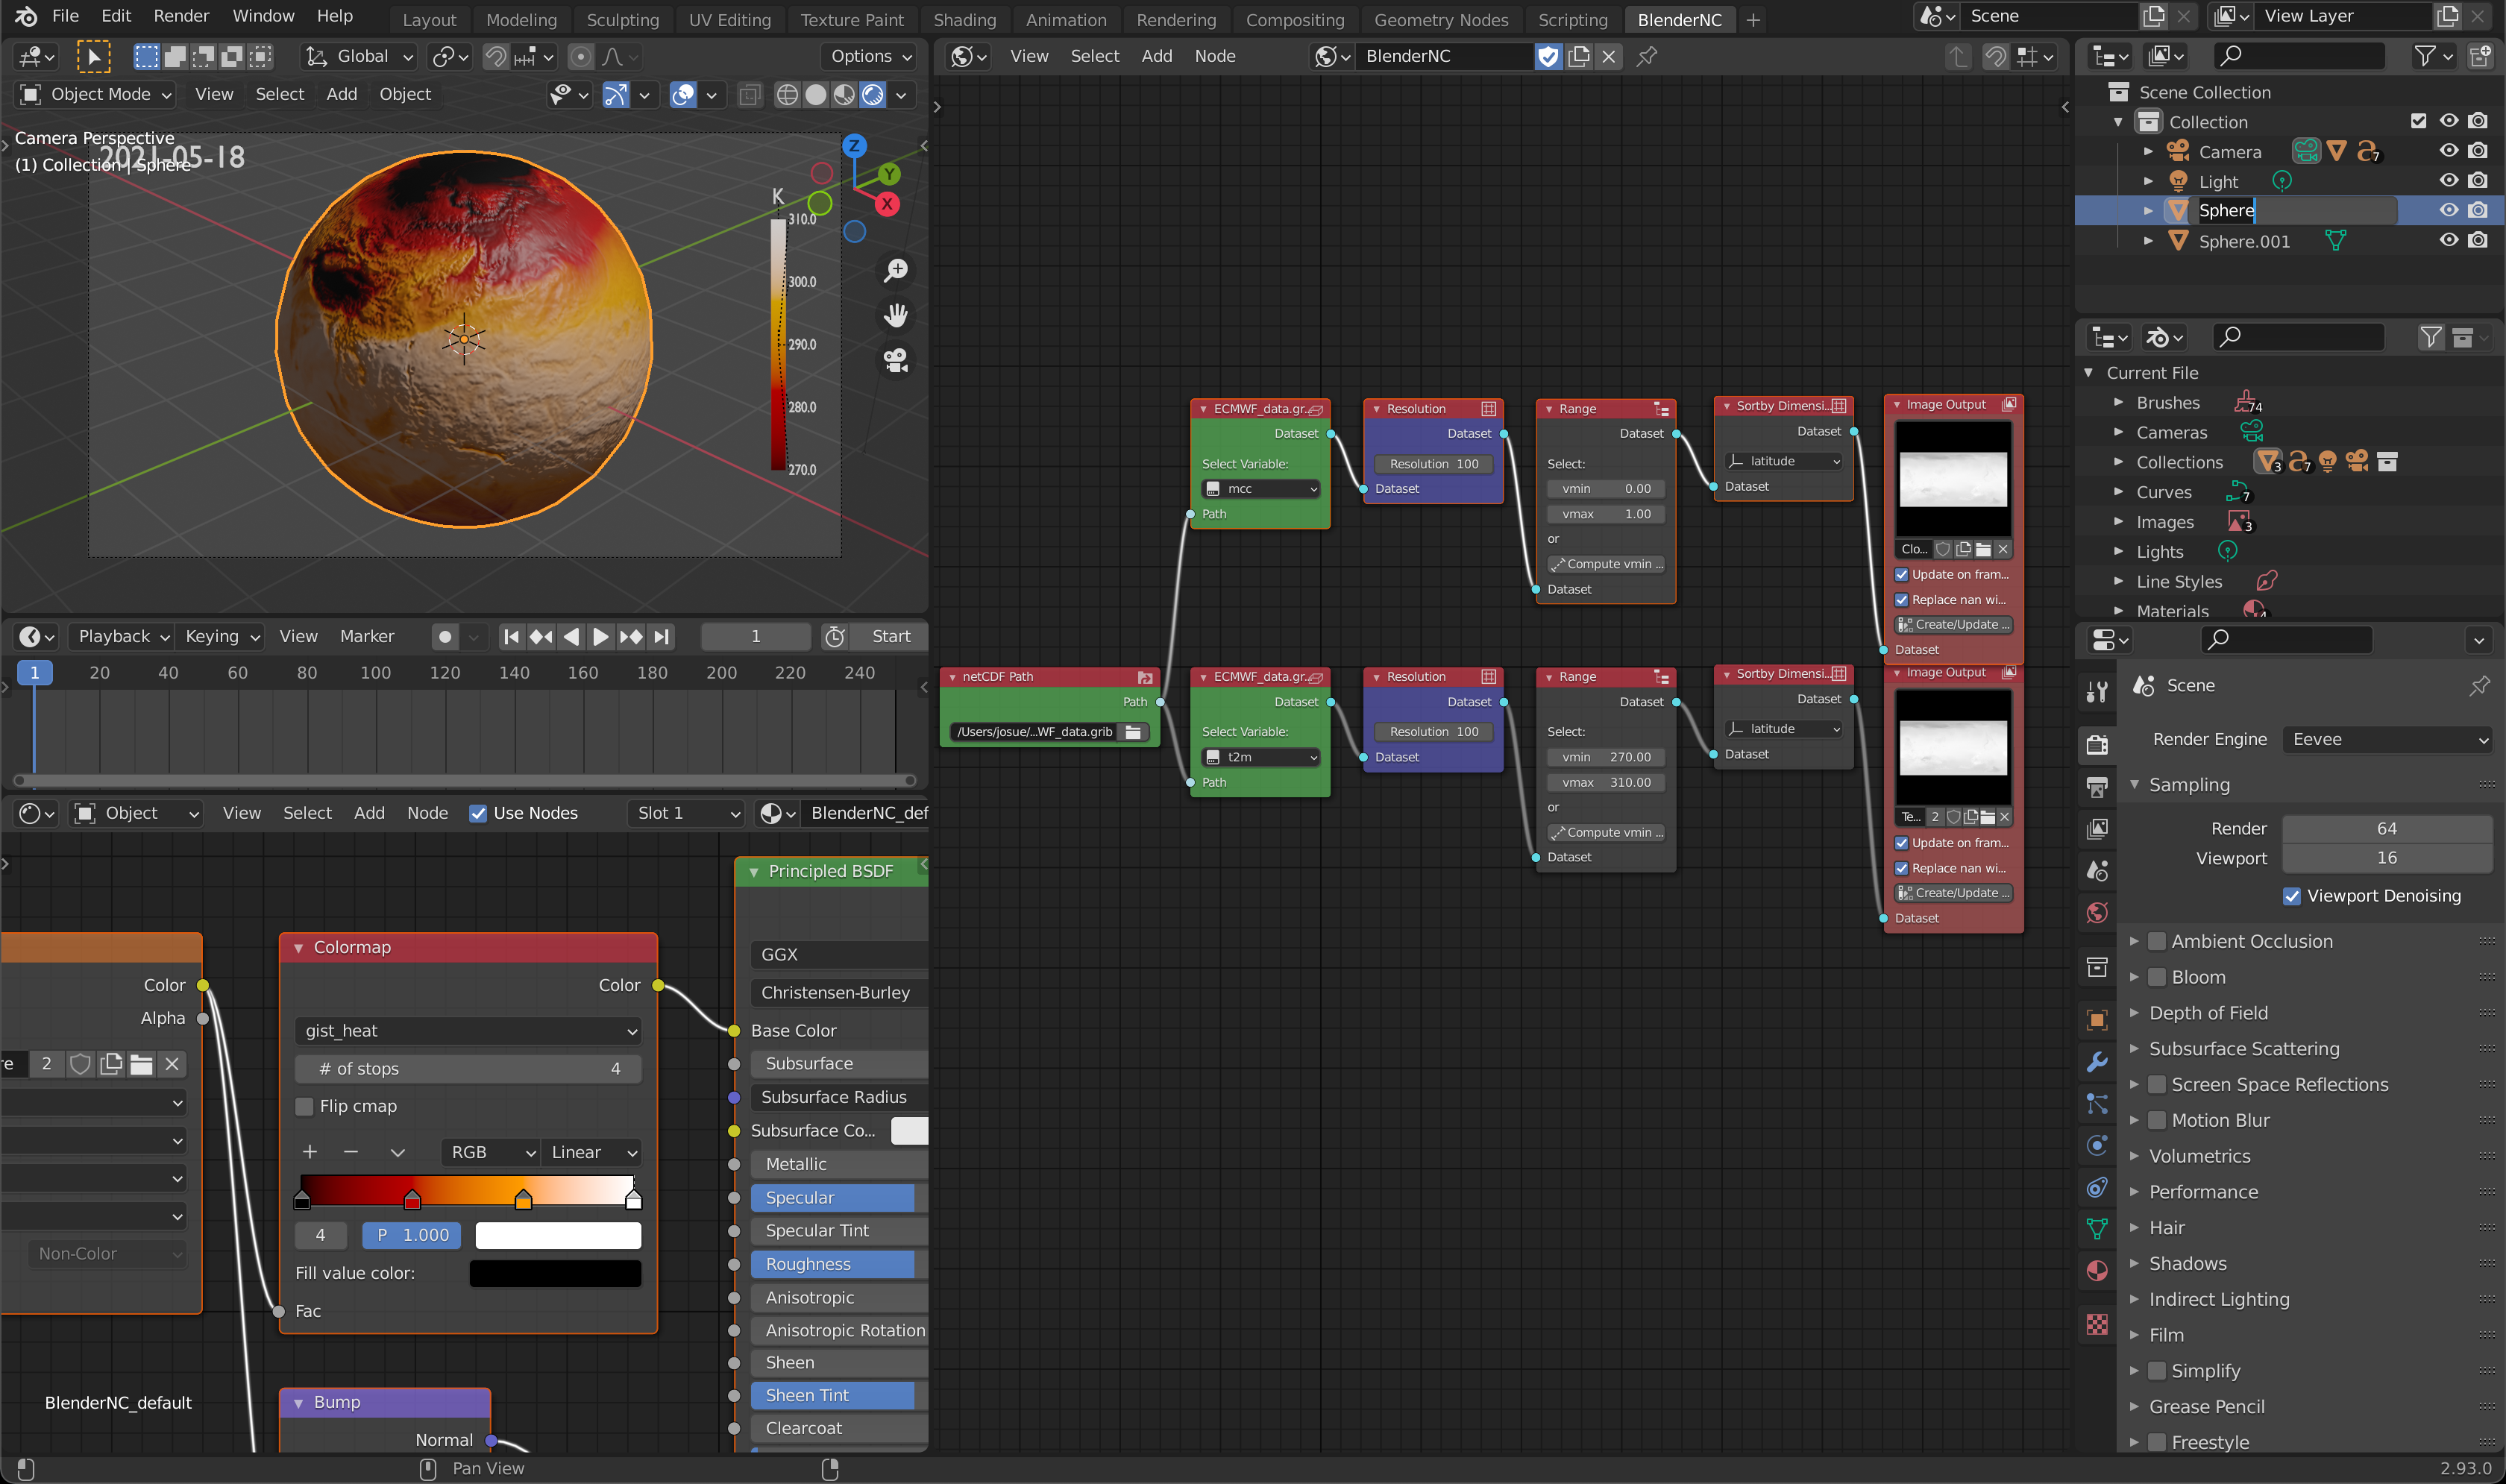 File Edit Render Window Help Layout Modeling Sculpting UV Editing Texture Paint Shading Animation Rendering Compositing Geometry Nodes Scripting BlenderNC Scene View Layer
Global Options
Object Mode View Select Add Object
Camera Perspective
(1) Collection | Sphere
2021-05-18
Z
Y
X
K
310.0
300.0
290.0
280.0
270.0
Playback Keying View Marker 1 Start
1 20 40 60 80 100 120 140 160 180 200 220 240
Object View Select Add Node Use Nodes Slot 1 BlenderNC_def
Color
Alpha
re 2
Non-Color
Colormap
Color
gist_heat
# of stops 4
Flip cmap
RGB Linear
4 P 1.000
Fill value color:
Fac
Bump
Normal
BlenderNC_default
Principled BSDF
GGX
Christensen-Burley
Base Color
Subsurface
Subsurface Radius
Subsurface Co...
Metallic
Specular
Specular Tint
Roughness
Anisotropic
Anisotropic Rotation
Sheen
Sheen Tint
Clearcoat
View Select Add Node BlenderNC
ECMWF_data.gr..
Dataset
Select Variable:
mcc
Path
Resolution
Dataset
Resolution 100
Dataset
Range
Dataset
Select:
vmin 0.00
vmax 1.00
or
Compute vmin ...
Dataset
Sortby Dimensi..
Dataset
latitude
Dataset
Image Output
Clo...
Update on fram...
Replace nan wi...
Create/Update ...
Dataset
netCDF Path
Path
/Users/josue/...WF_data.grib
ECMWF_data.gr..
Dataset
Select Variable:
t2m
Path
Resolution
Dataset
Resolution 100
Dataset
Range
Dataset
Select:
vmin 270.00
vmax 310.00
or
Compute vmin ...
Dataset
Sortby Dimensi..
Dataset
latitude
Dataset
Image Output
Te... 2
Update on fram...
Replace nan wi...
Create/Update ...
Dataset
Scene Collection
Collection
Camera 7
Light
Sphere
Sphere.001
Current File
Brushes 74
Cameras
Collections 3 7
Curves 7
Images 3
Lights
Line Styles
Materials
Scene
Render Engine Eevee
Sampling
Render 64
Viewport 16
Viewport Denoising
Ambient Occlusion
Bloom
Depth of Field
Subsurface Scattering
Screen Space Reflections
Motion Blur
Volumetrics
Performance
Hair
Shadows
Indirect Lighting
Film
Simplify
Grease Pencil
Freestyle
Pan View
2.93.0